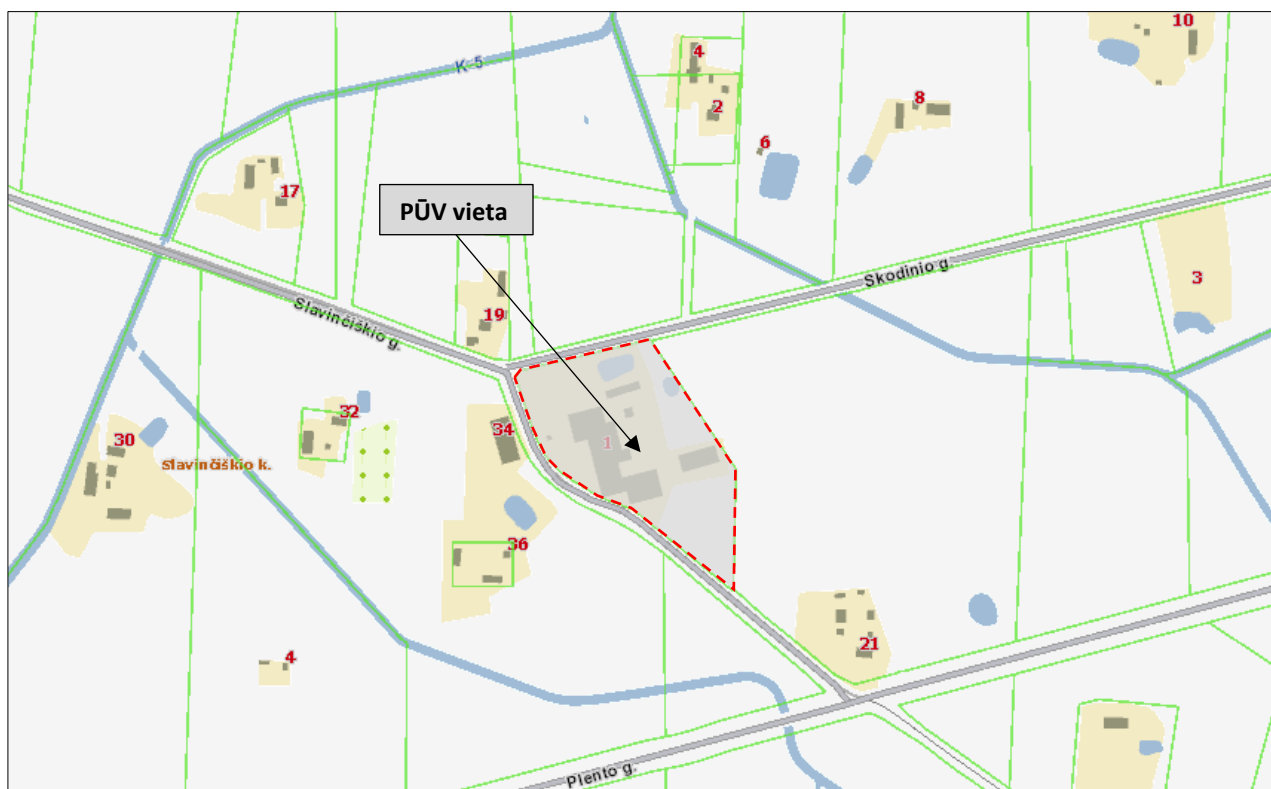 10
4
K-5
2
8
6
17
PŪV vieta
Skodinio g.
3
Slavinčiškio g.
19
32
34
30
1
Slavinčiškio k.
36
21
4
Plento g.